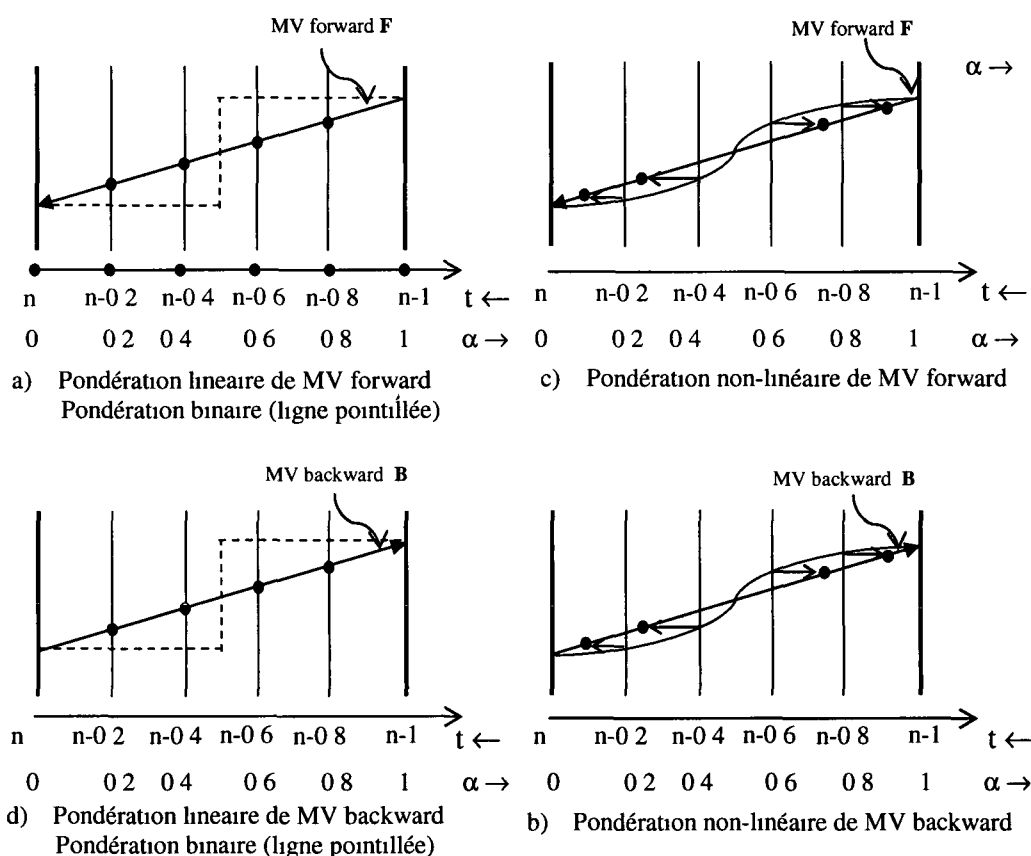 MV forward F
n n-0 2 n-0 4 n-0 6 n-0 8 n-1 t ←
0 0 2 0 4 0 6 0 8 1 α →
a) Pondération lineaire de MV forward
Pondération binaire (ligne pointillée)
MV forward F
α →
n n-0 2 n-0 4 n-0 6 n-0 8 n-1 t ←
0 0 2 0 4 0 6 0 8 1 α →
c) Pondération non-linéaire de MV forward
MV backward B
n n-0 2 n-0 4 n-0 6 n-0 8 n-1 t ←
0 0 2 0 4 0 6 0 8 1 α →
d) Pondération lineaire de MV backward
Pondération binaire (ligne pointillée)
MV backward B
n n-0 2 n-0 4 n-0 6 n-0 8 n-1 t ←
0 0 2 0 4 0 6 0 8 1 α →
b) Pondération non-linéaire de MV backward